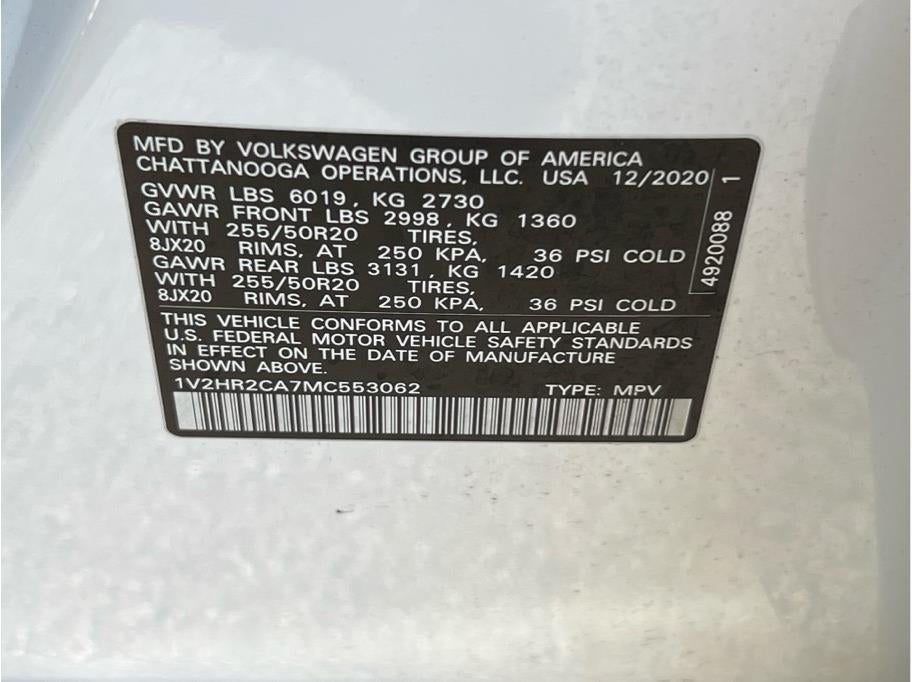 MFD BY VOLKSWAGEN GROUP OF AMERICA
CHATTANOOGA OPERATIONS, LLC. USA 12/2020
GVWR LBS 6019, KG 2730
GAWR FRONT LBS 2998, KG 1360
WITH 255/50R20 TIRES,
8JX20 RIMS, AT 250 KPA, 36 PSI COLD
GAWR REAR LBS 3131, KG 1420
WITH 255/50R20 TIRES,
8JX20 RIMS, AT 250 KPA, 36 PSI COLD
THIS VEHICLE CONFORMS TO ALL APPLICABLE
U.S. FEDERAL MOTOR VEHICLE SAFETY STANDARDS
IN EFFECT ON THE DATE OF MANUFACTURE
SHOWN ABOVE.
1V2HR2CA7MC553062 TYPE: MPV
4920088 1